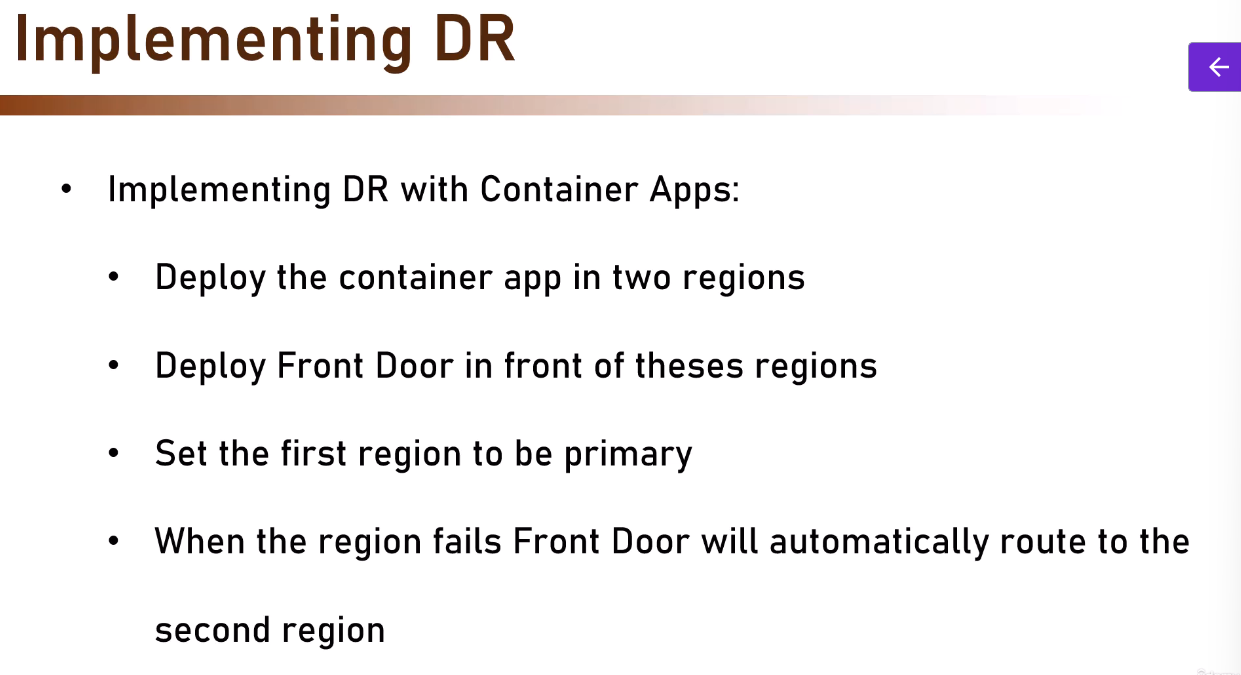 Implementing DR
• Implementing DR with Container Apps:
• Deploy the container app in two regions
• Deploy Front Door in front of theses regions
• Set the first region to be primary
• When the region fails Front Door will automatically route to the
second region